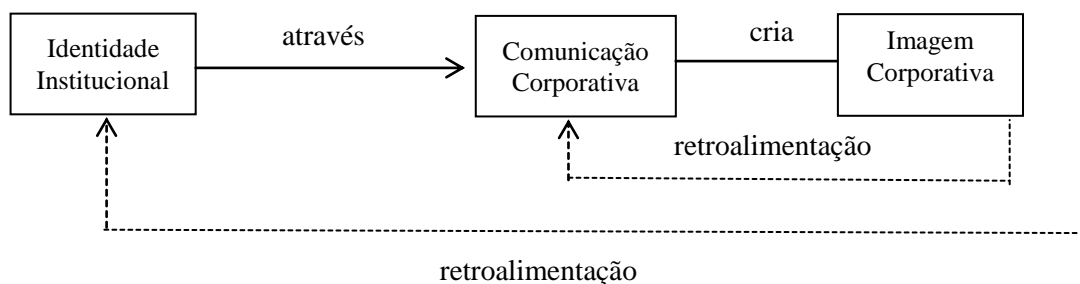 Identidade
Institucional
através
Comunicação
Corporativa
cria
Imagem
Corporativa
retroalimentação
retroalimentação